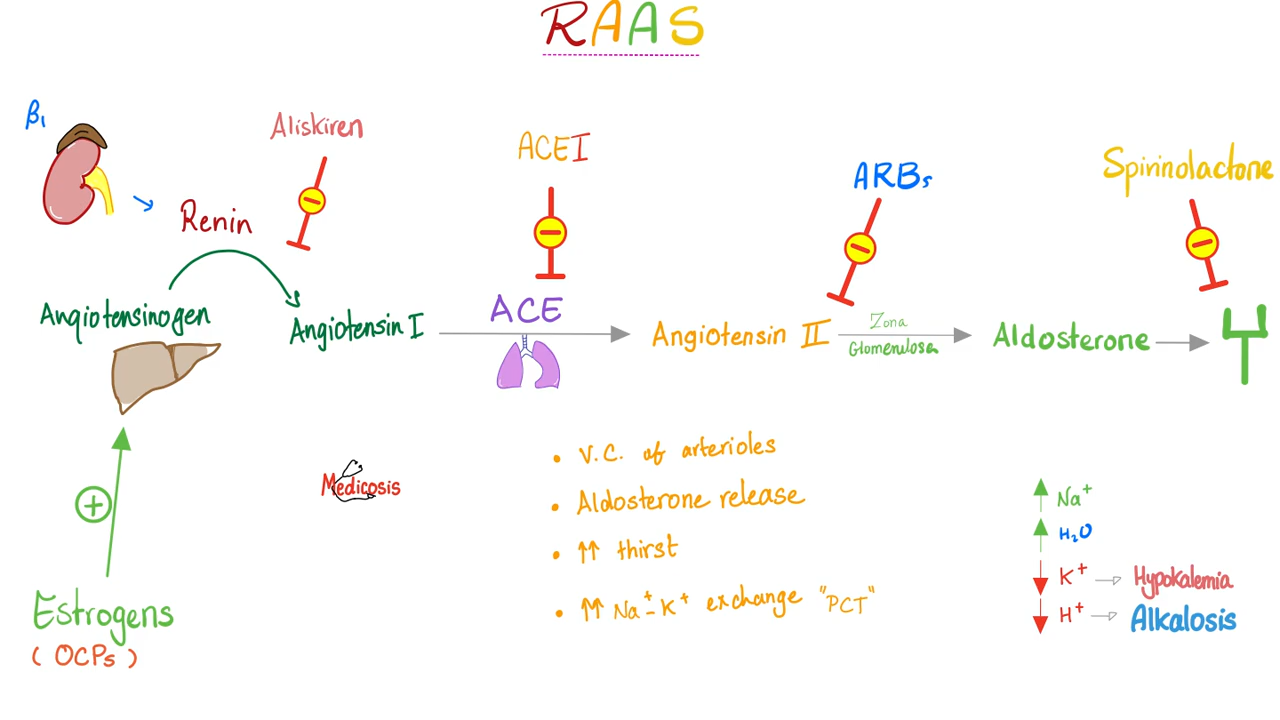 RAAS
β₁
Aliskiren
ACEI
ARBs
Spirinolactone
Renin
Angiotensinogen
Angiotensin I
ACE
Angiotensin II
Zona
Glomerulosa
Aldosterone
• V.C. of arterioles
• Aldosterone release
• ↑↑ thirst
• ↑↑ Na⁺-K⁺ exchange "PCT"
Medicosis
+
Estrogens
( OCPs )
↑ Na⁺
↑ H₂O
↓ K⁺ → Hypokalemia
↓ H⁺ → Alkalosis